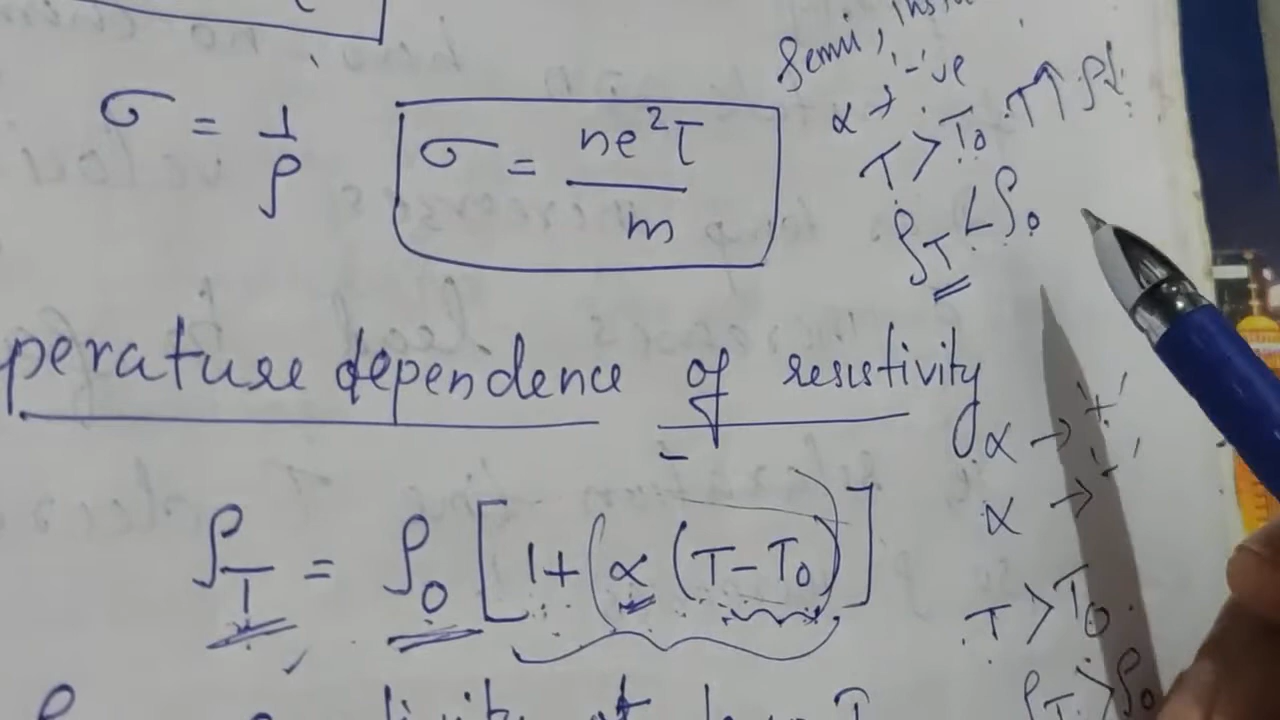 σ = 1/ρ
σ = ne²τ/m
Semi,
α → '-'ve
T > T₀ T↑ ρ↓
ρ_T < ρ₀
perature dependence of resistivity
ρ_T = ρ₀ [1+(α (T-T₀)]
α → '+'
α → '-'
T > T₀
ρ_T > ρ₀